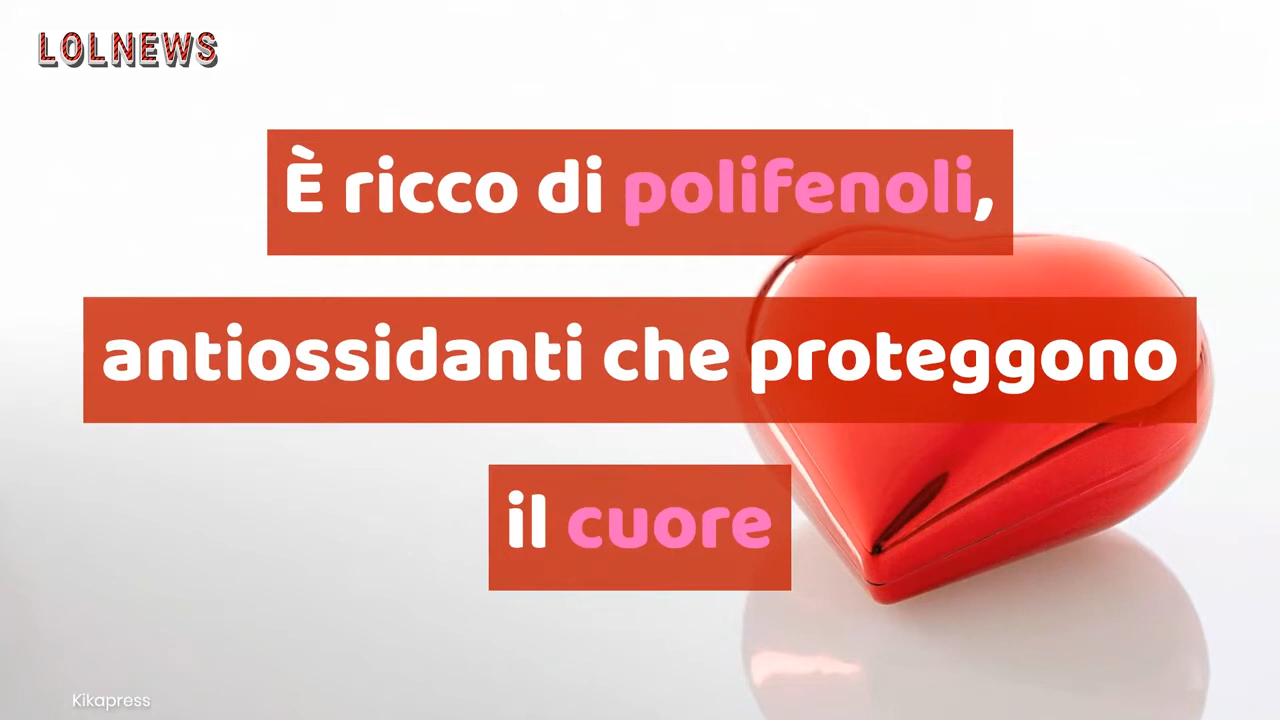 LOLNEWS
È ricco di polifenoli,
antiossidanti che proteggono
il cuore
Kikapress